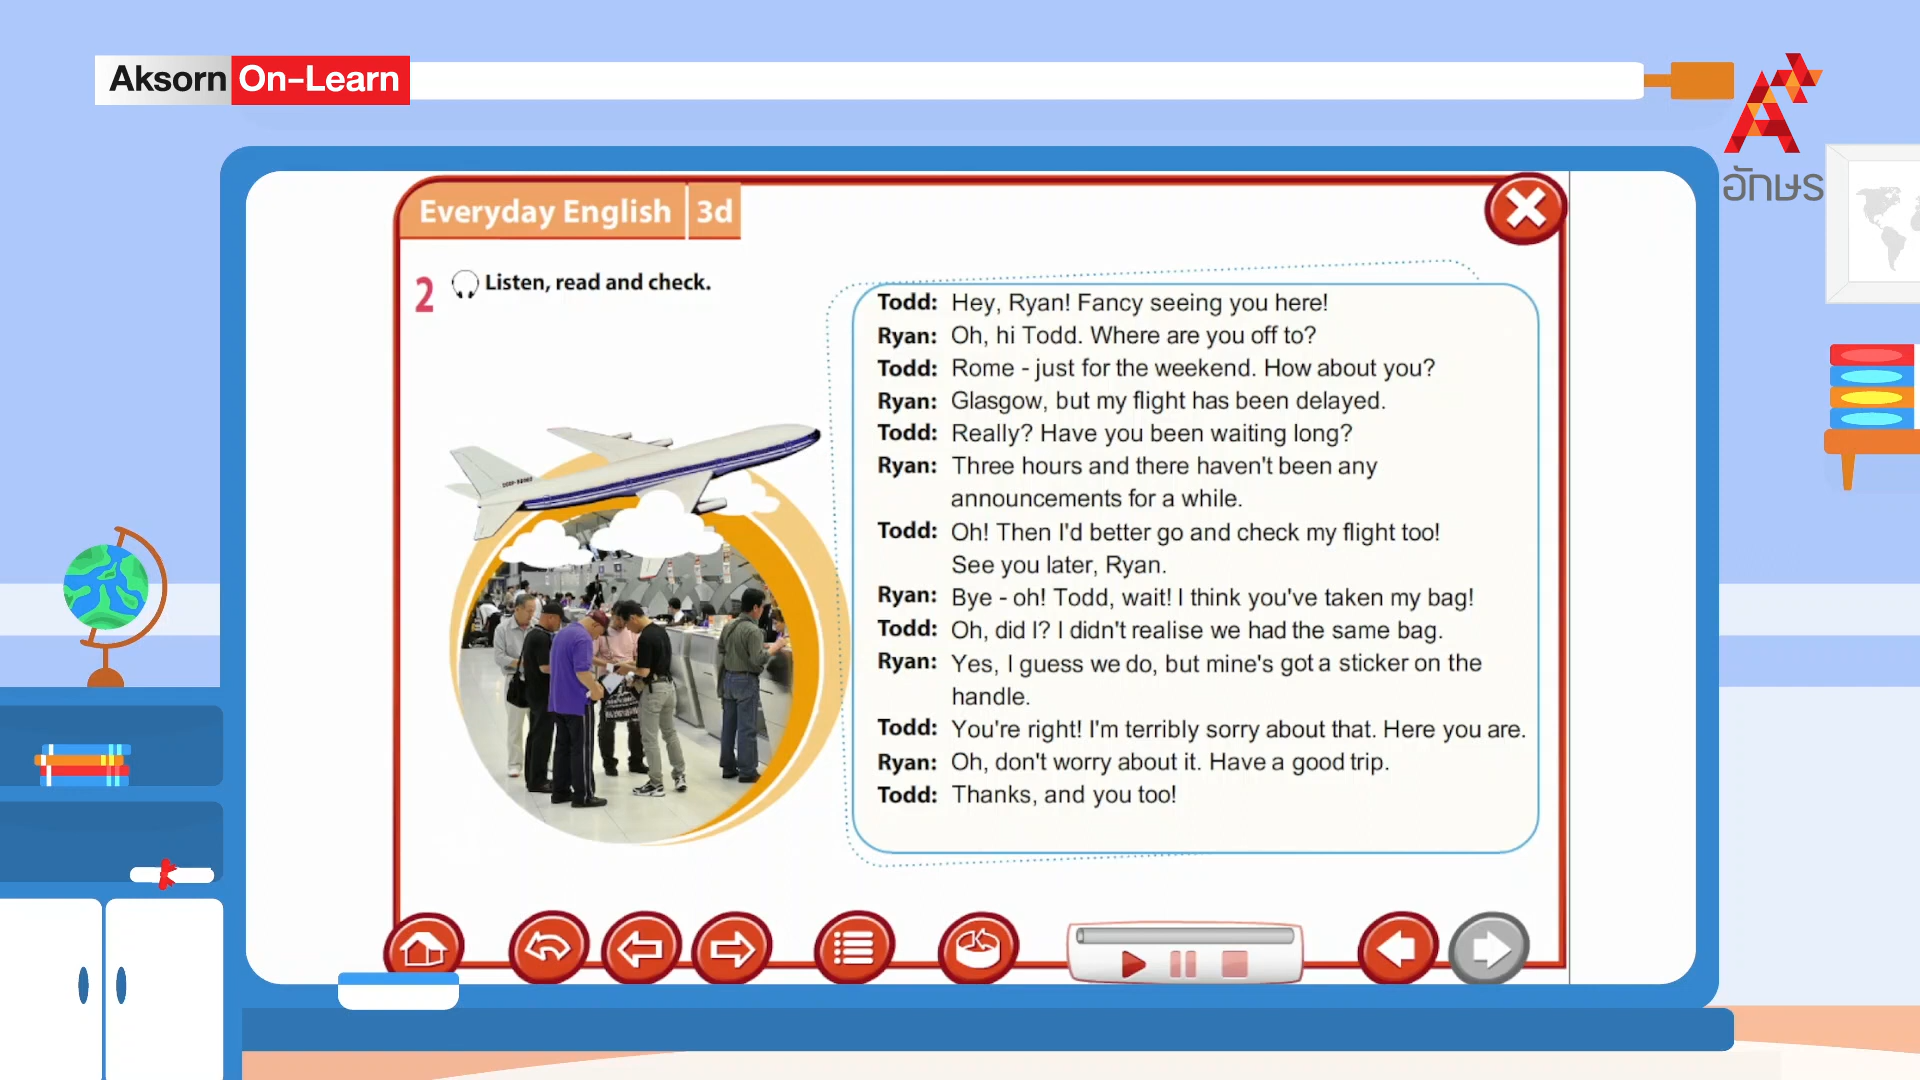 Aksorn On-Learn
อักษร
Everyday English 3d
2 Listen, read and check.
Todd: Hey, Ryan! Fancy seeing you here!
Ryan: Oh, hi Todd. Where are you off to?
Todd: Rome - just for the weekend. How about you?
Ryan: Glasgow, but my flight has been delayed.
Todd: Really? Have you been waiting long?
Ryan: Three hours and there haven't been any
announcements for a while.
Todd: Oh! Then I'd better go and check my flight too!
See you later, Ryan.
Ryan: Bye - oh! Todd, wait! I think you've taken my bag!
Todd: Oh, did I? I didn't realise we had the same bag.
Ryan: Yes, I guess we do, but mine's got a sticker on the
handle.
Todd: You're right! I'm terribly sorry about that. Here you are.
Ryan: Oh, don't worry about it. Have a good trip.
Todd: Thanks, and you too!